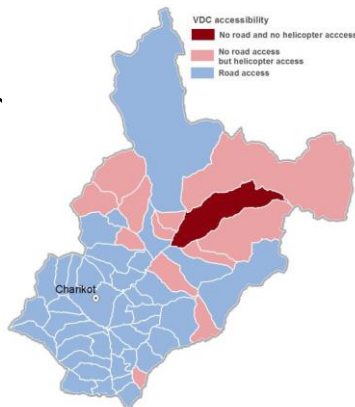 VDC accessibility
No road and no helicopter acccess
No road access
but helicopter access
Road access
Charikot